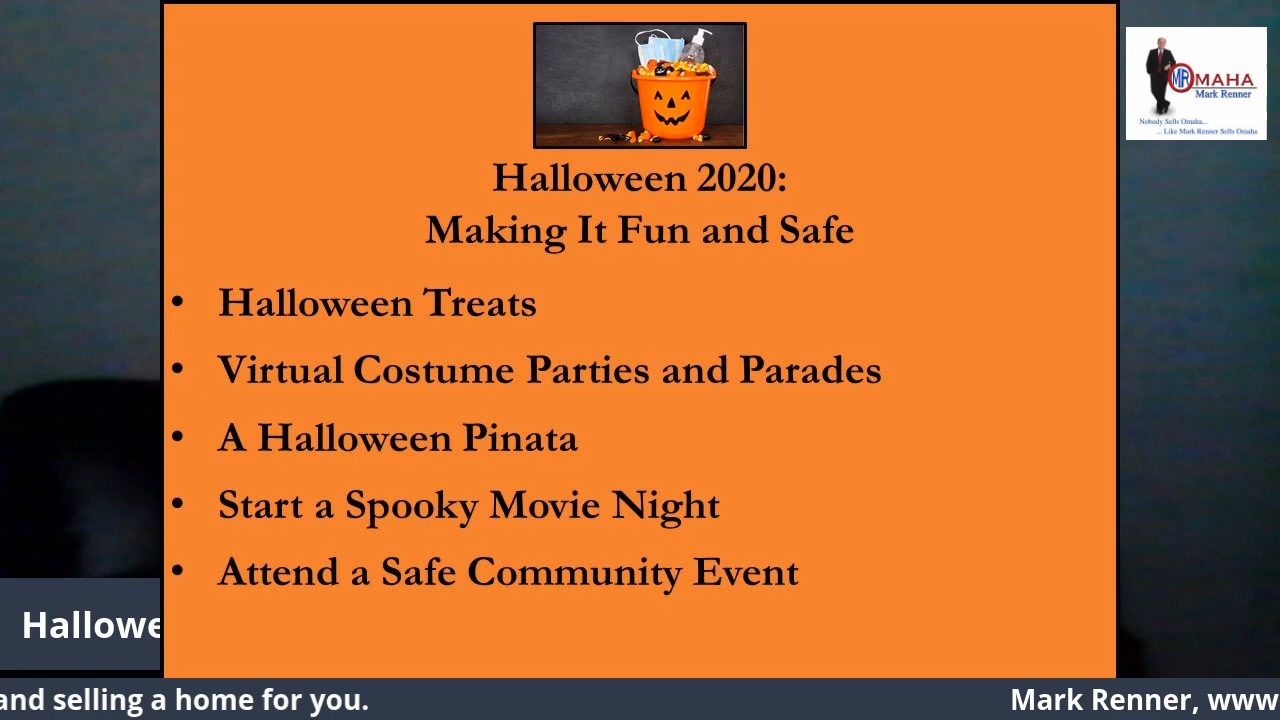 MR OMAHA
Mark Renner
Nobody Sells Omaha...
... Like Mark Renner Sells Omaha
Halloween 2020:
Making It Fun and Safe
• Halloween Treats
• Virtual Costume Parties and Parades
• A Halloween Pinata
• Start a Spooky Movie Night
• Attend a Safe Community Event
Hallowe
and selling a home for you.
Mark Renner, www